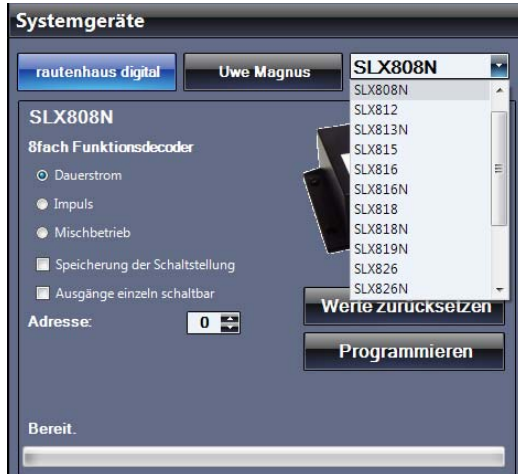 Systemgeräte
rautenhaus digital
Uwe Magnus
SLX808N
SLX808N
SLX812
SLX813N
SLX815
SLX816
SLX816N
SLX818
SLX818N
SLX819N
SLX826
SLX826N
SLX808N
8fach Funktionsdecoder
Dauerstrom
Impuls
Mischbetrieb
Speicherung der Schaltstellung
Ausgänge einzeln schaltbar
Adresse: 0
Werte zurücksetzen
Programmieren
Bereit.